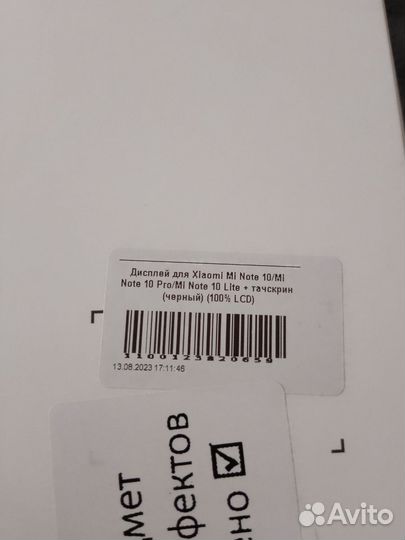 Дисплей для Xiaomi Mi Note 10/Mi
Note 10 Pro/Mi Note 10 Lite + тачскрин
(черный) (100% LCD)
1100123820659
13.08.2023 17:11:46
мет
фектов
ено ☑
Avito